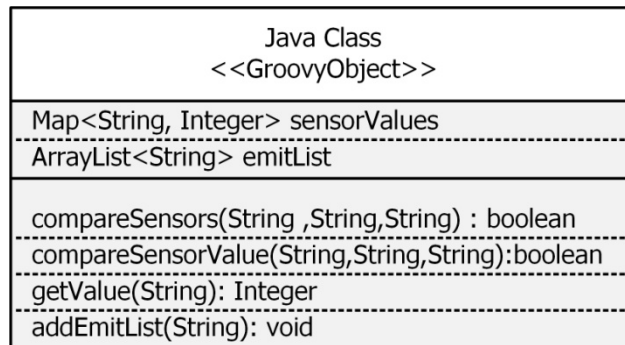 Java Class
<<GroovyObject>>
Map<String, Integer> sensorValues
ArrayList<String> emitList
compareSensors(String ,String,String) : boolean
compareSensorValue(String,String,String):boolean
getValue(String): Integer
addEmitList(String): void